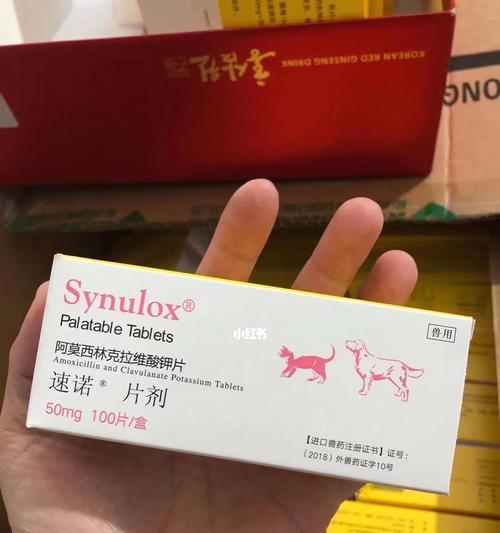 KOREAN RED GINSENG DRINK
ONG
Synulox®
Palatable Tablets
阿莫西林克拉维酸钾片
Amoxicillin and Clavulanate Potassium Tablets
速诺® 片剂
50mg 100片/盒
小红书
兽用
【进口兽药注册证书】证号:
(2018)外兽药证字10号